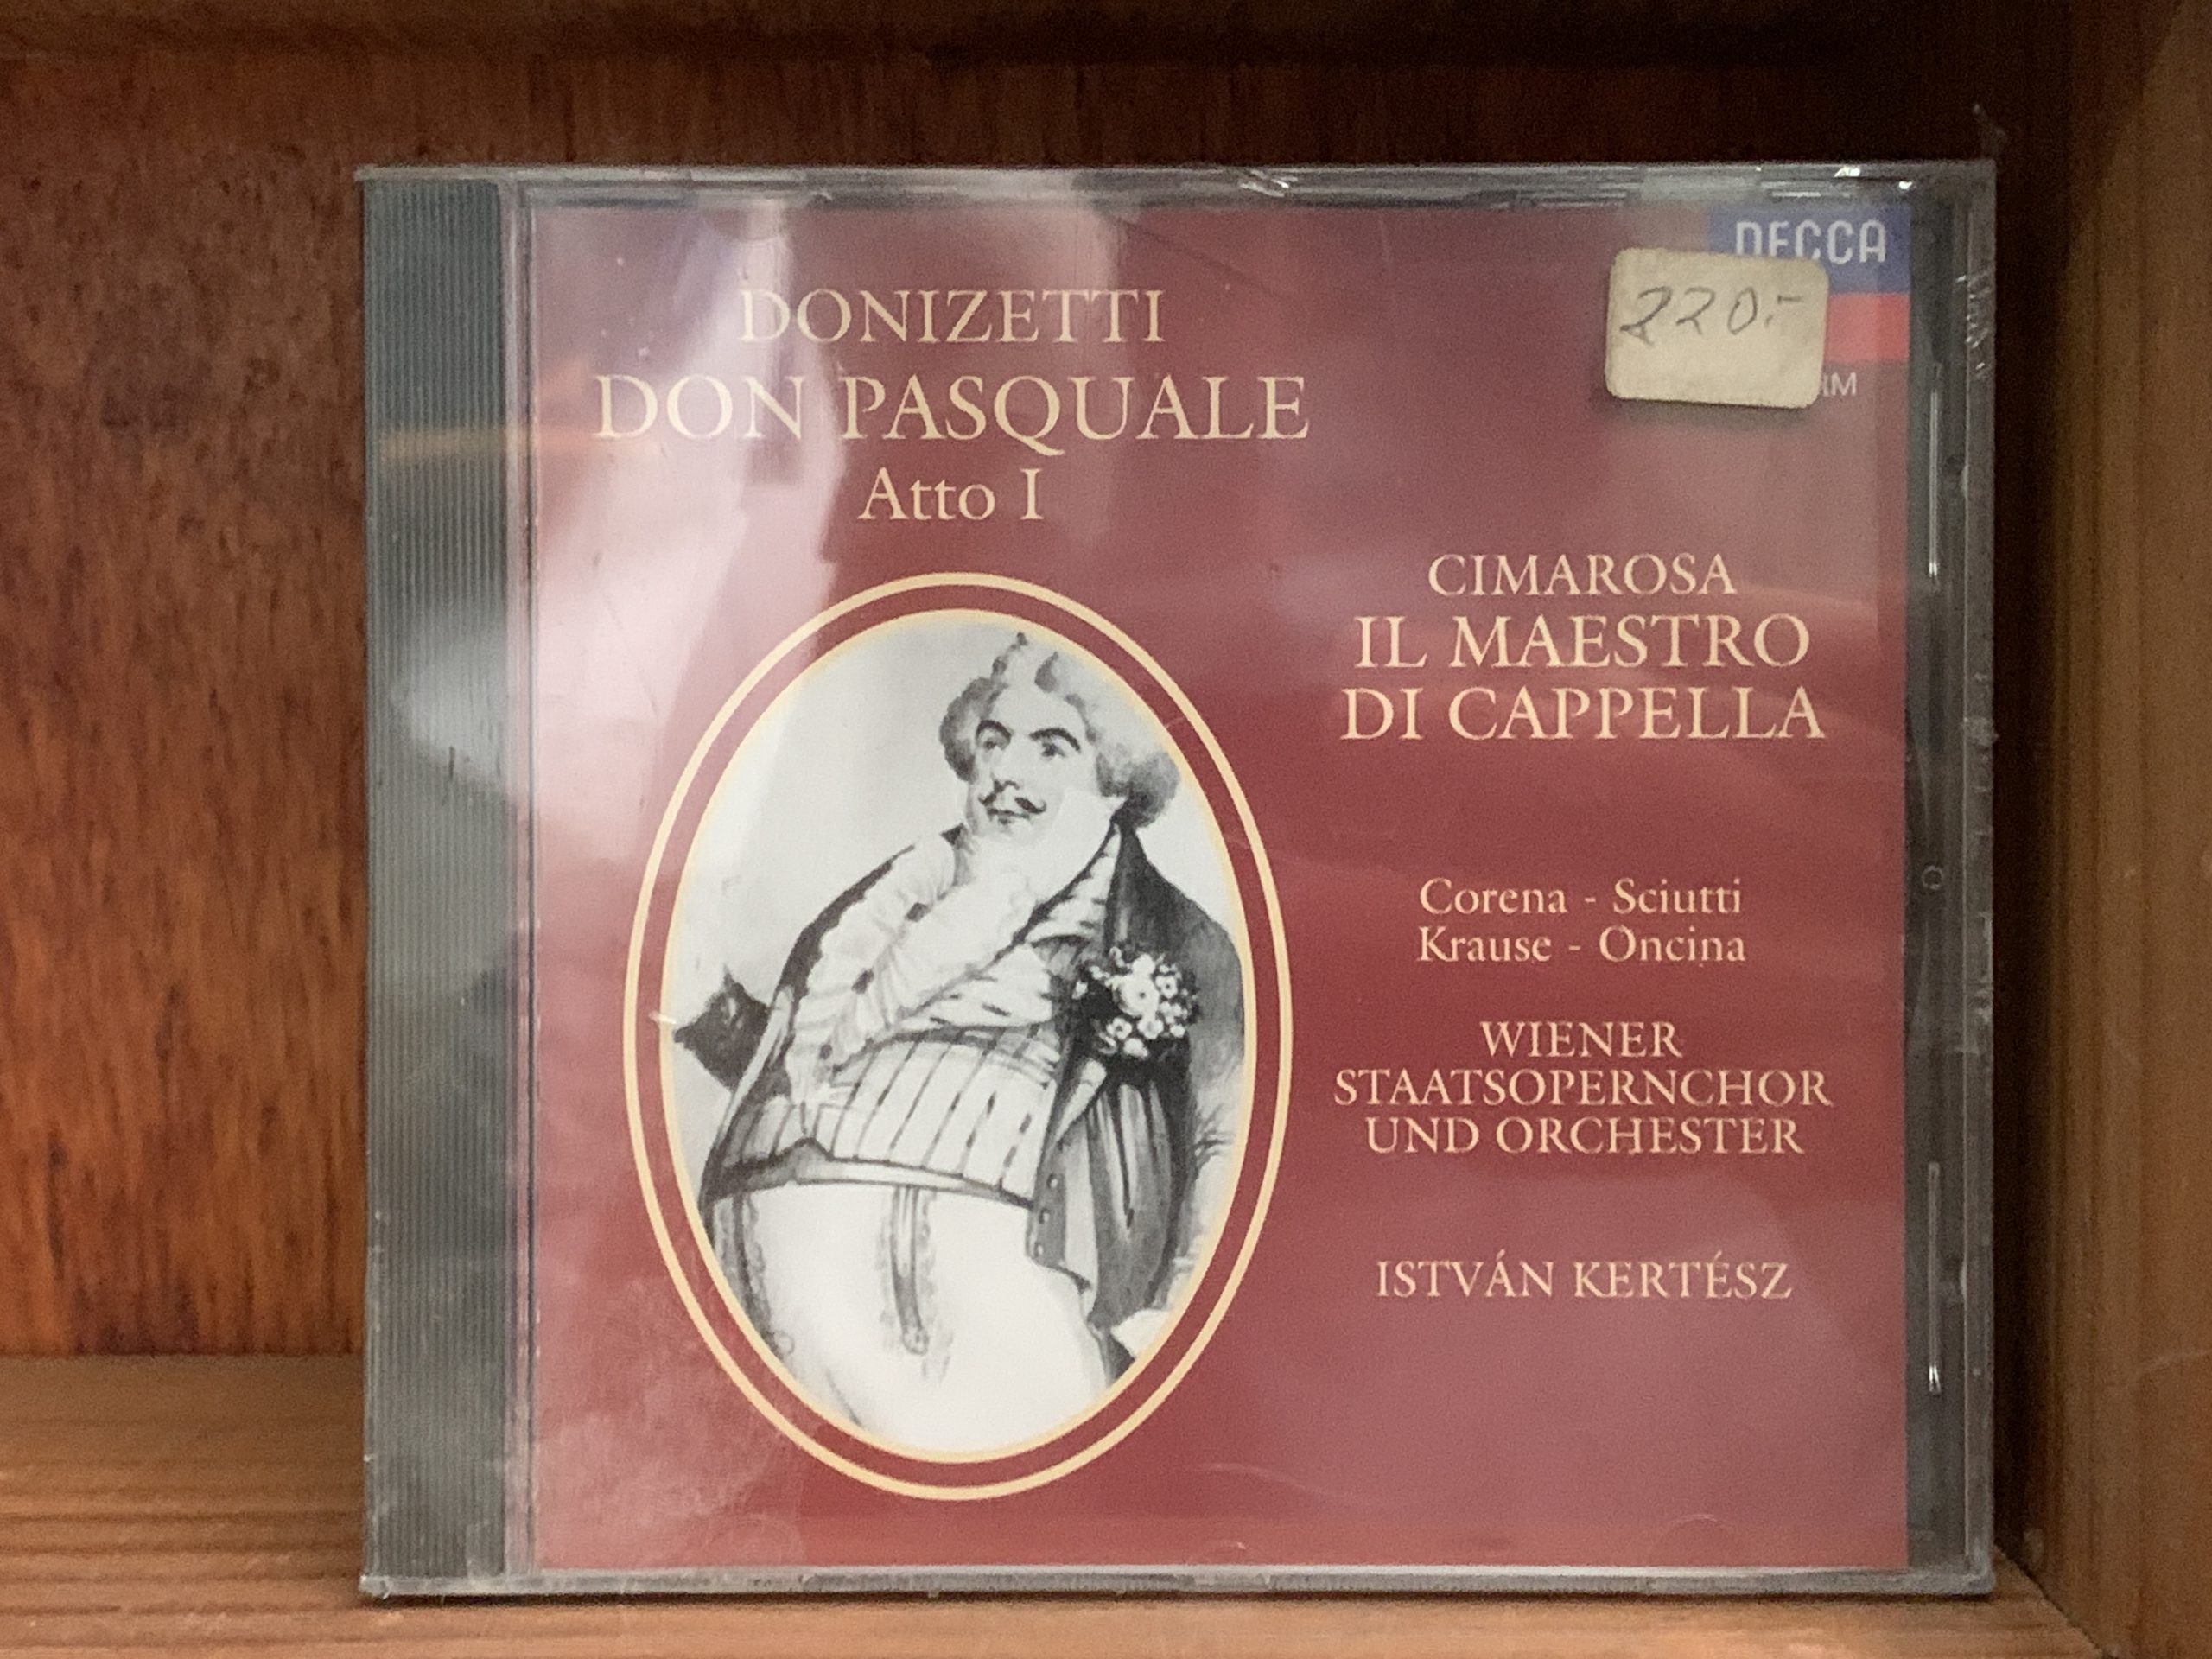 DECCA
220.-
DONIZETTI
DON PASQUALE
Atto I
CIMAROSA
IL MAESTRO
DI CAPPELLA
Corena - Sciutti
Krause - Oncina
WIENER
STAATSOPERNCHOR
UND ORCHESTER
ISTVÁN KERTÉSZ